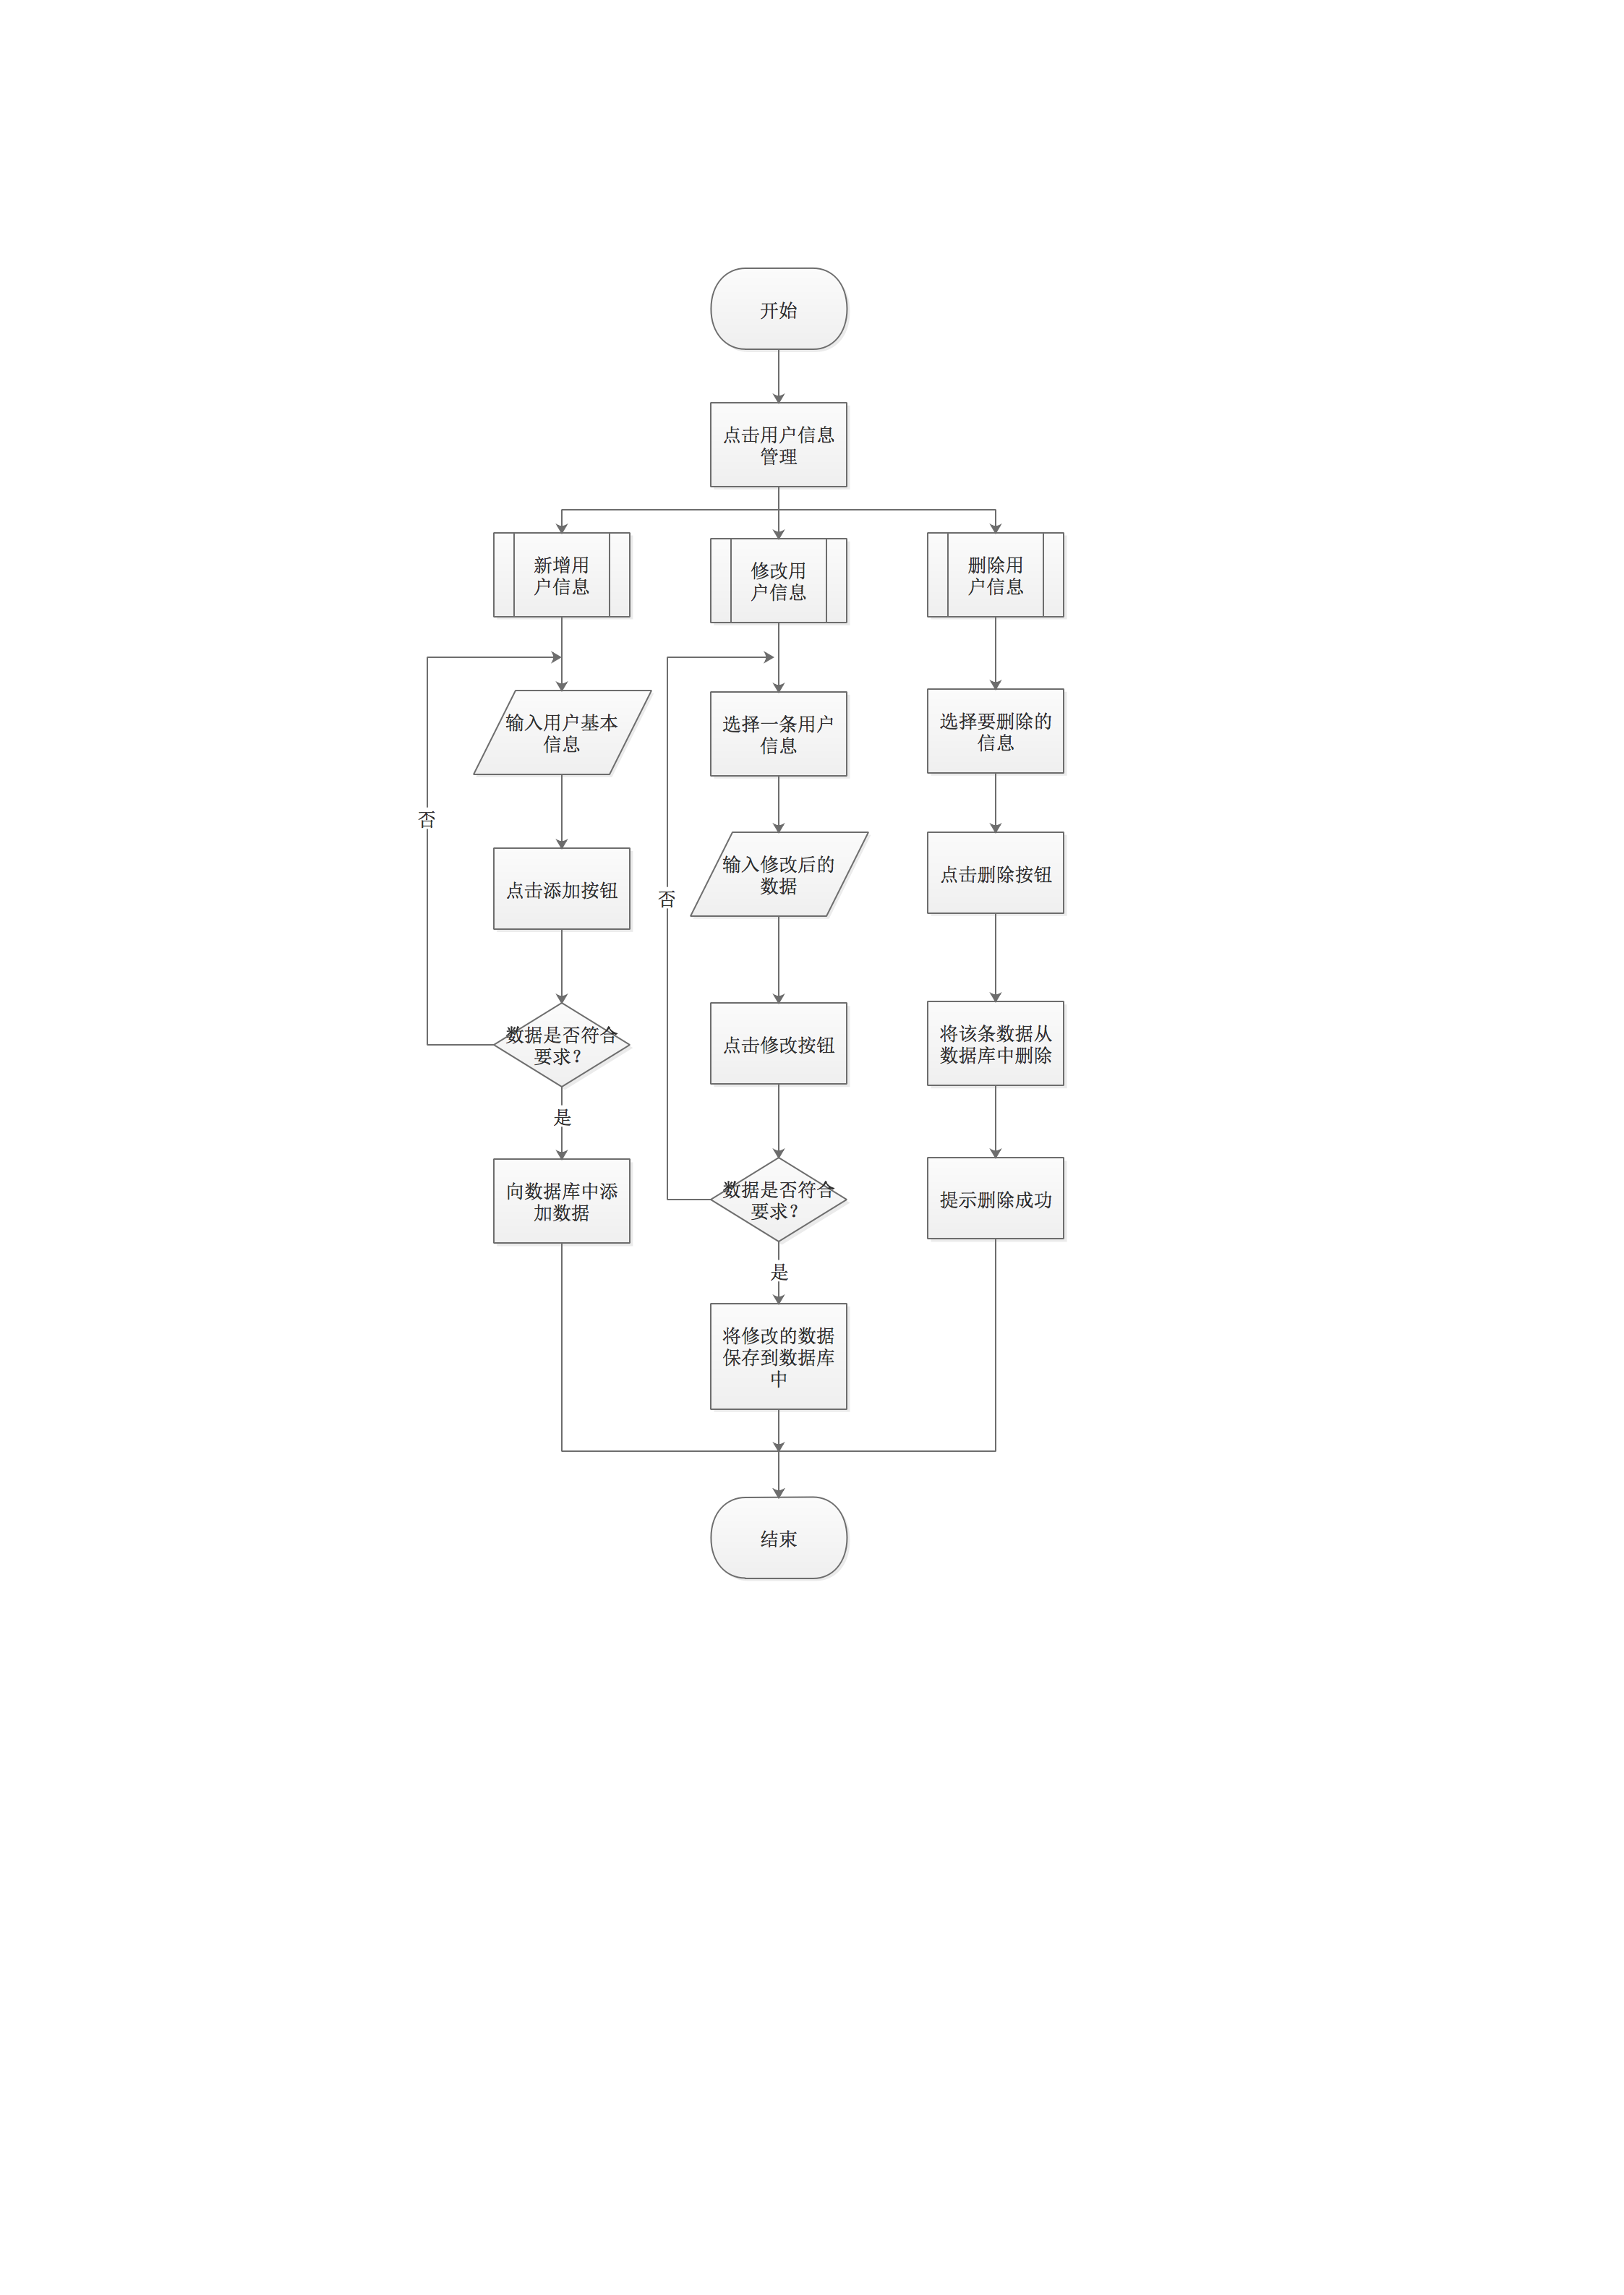 开始
点击用户信息
管理
新增用
户信息
修改用
户信息
删除用
户信息
输入用户基本
信息
选择一条用户
信息
选择要删除的
信息
否
点击添加按钮
否
输入修改后的
数据
点击删除按钮
数据是否符合
要求？
点击修改按钮
将该条数据从
数据库中删除
是
向数据库中添
加数据
数据是否符合
要求？
提示删除成功
是
将修改的数据
保存到数据库
中
结束